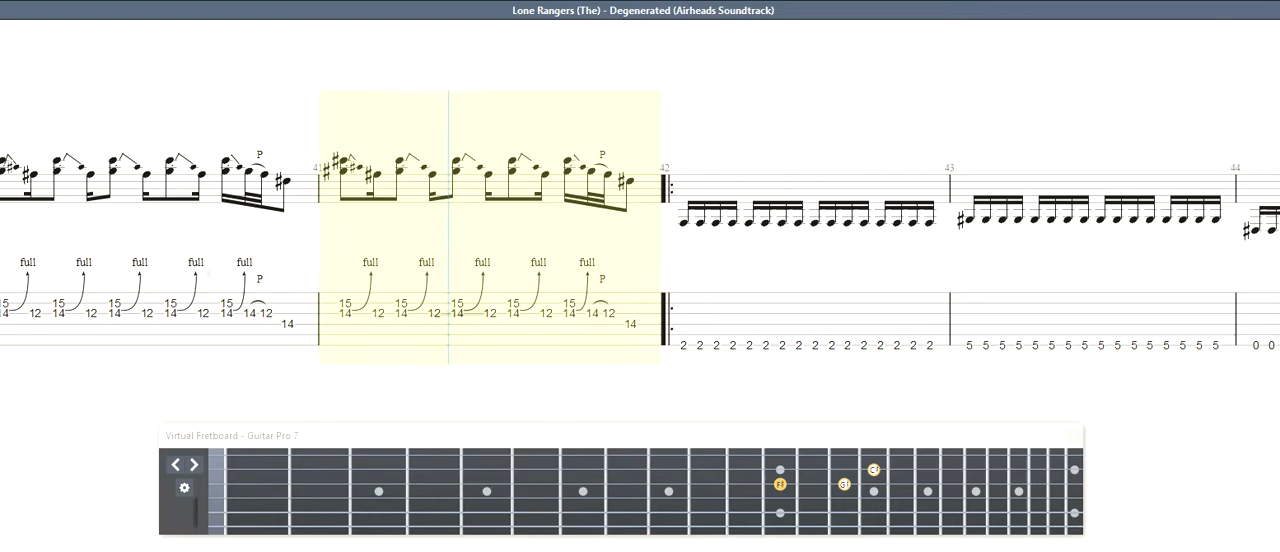 Lone Rangers (The) - Degenerated (Airheads Soundtrack)
P P
41 42 43 44
full full full full full full full full full
P P
15 15 15 15 15 15 15 15 15 15
14 12 14 12 14 12 14 12 14 14 12 14 12 14 12 14 12 14 12 14 14 12
14 14
2 2 2 2 2 2 2 2 2 2 2 2 2 2 2 2 5 5 5 5 5 5 5 5 5 5 5 5 5 5 5 5 0 0
Virtual Fretboard - Guitar Pro 7
F#